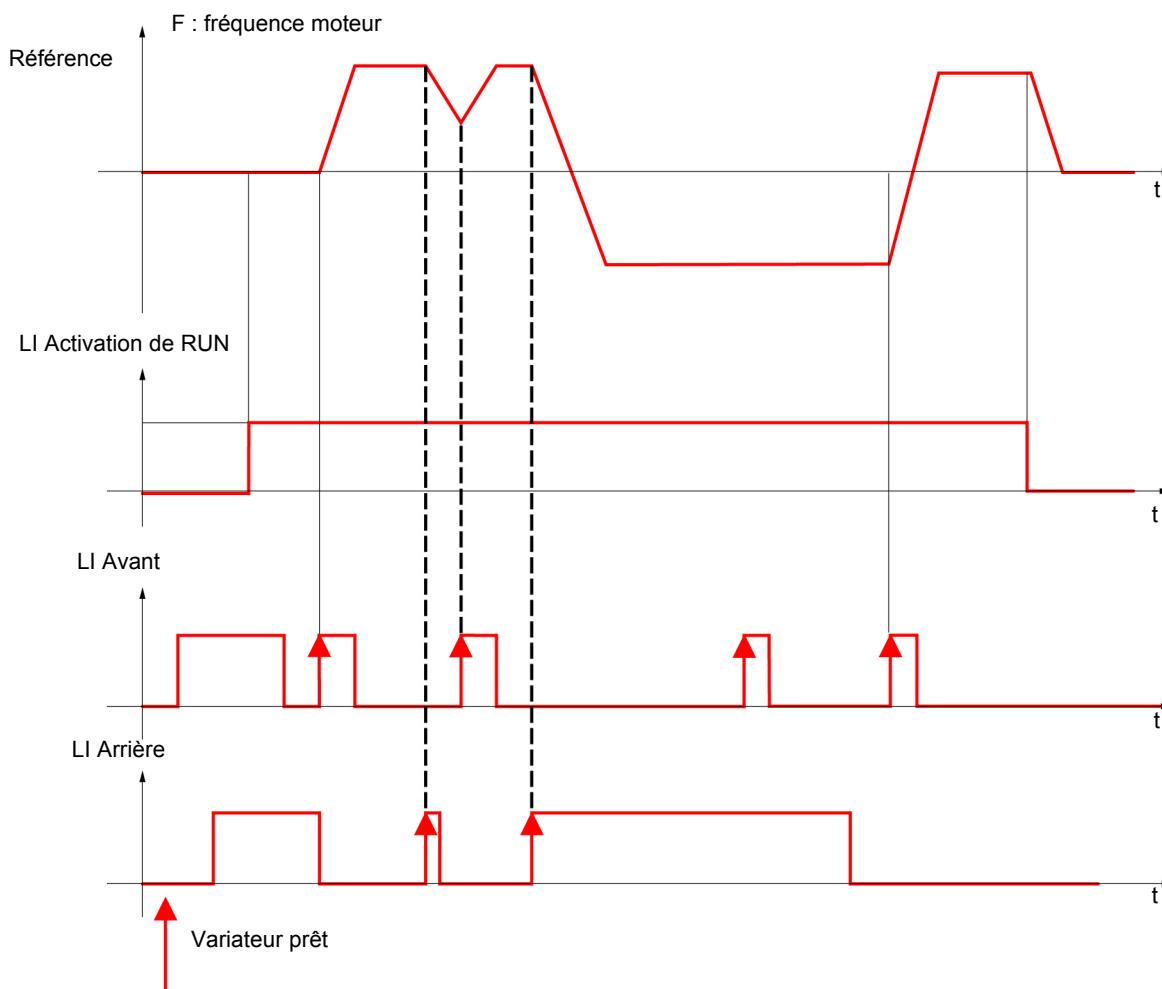 F : fréquence moteur
Référence
t
LI Activation de RUN
t
LI Avant
t
LI Arrière
t
Variateur prêt